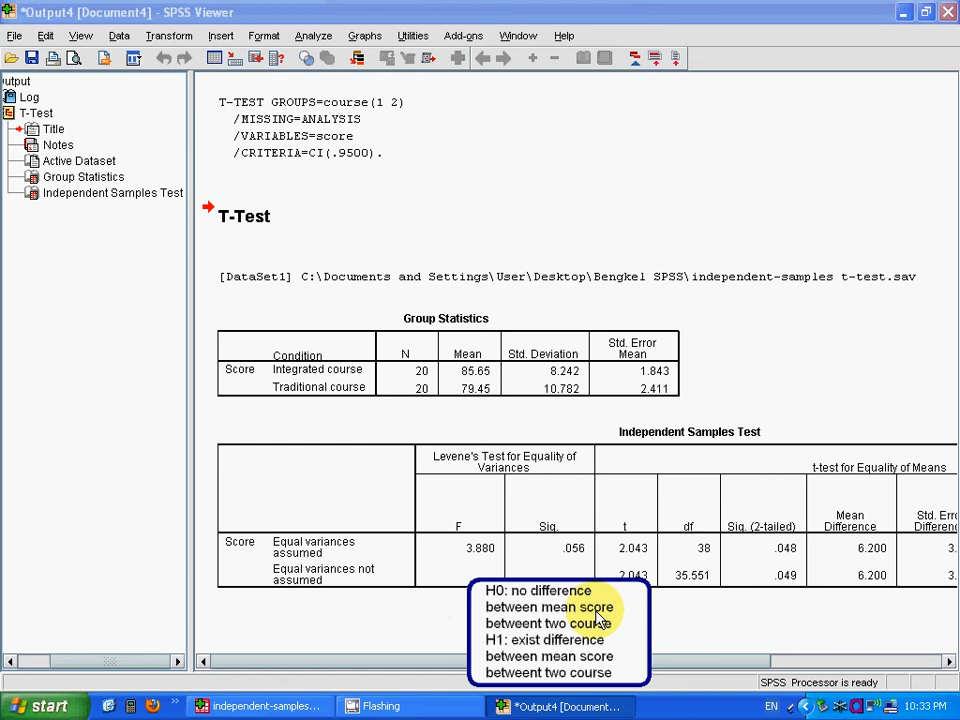 *Output4 [Document4] - SPSS Viewer
File Edit View Data Transform Insert Format Analyze Graphs Utilities Add-ons Window Help
utput
Log
T-Test
Title
Notes
Active Dataset
Group Statistics
Independent Samples Test
T-TEST GROUPS=course(1 2)
/MISSING=ANALYSIS
/VARIABLES=score
/CRITERIA=CI(.9500).
T-Test
[DataSet1] C:\Documents and Settings\User\Desktop\Bengkel SPSS\independent-samples t-test.sav
Group Statistics
Condition N Mean Std. Deviation Std. Error Mean
Score Integrated course 20 85.65 8.242 1.843
Traditional course 20 79.45 10.782 2.411
Independent Samples Test
Levene's Test for Equality of Variances t-test for Equality of Means
F Sig. t df Sig. (2-tailed) Mean Difference Std. Err Differenc
Score Equal variances assumed 3.880 .056 2.043 38 .048 6.200 3.
Equal variances not assumed 2.043 35.551 .049 6.200 3.
H0: no difference
between mean score
betweent two course
H1: exist difference
between mean score
betweent two course
SPSS Processor is ready
start independent-samples... Flashing *Output4 [Document... EN 10:33 PM